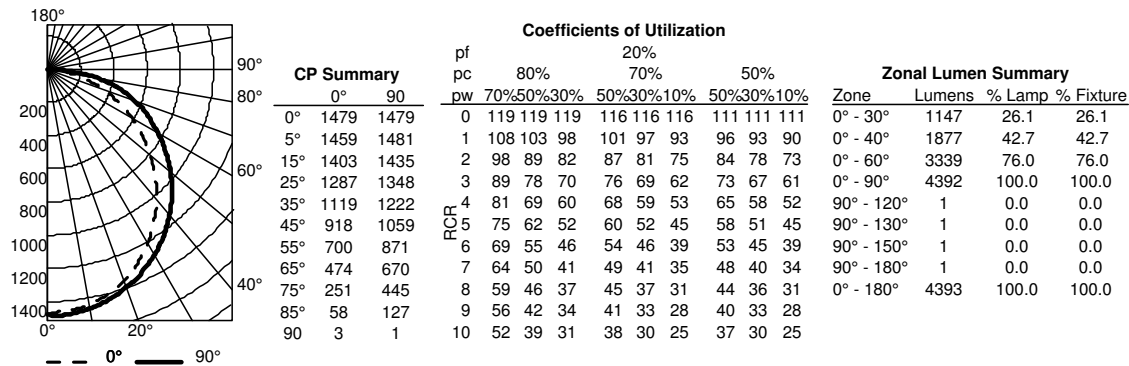 180°
90°
80°
60°
40°
200
400
600
800
1000
1200
1400
0°
20°
0° 90°
CP Summary
0° 90
0° 1479 1479
5° 1459 1481
15° 1403 1435
25° 1287 1348
35° 1119 1222
45° 918 1059
55° 700 871
65° 474 670
75° 251 445
85° 58 127
90 3 1
Coefficients of Utilization
pf 20%
pc 80% 70% 50%
pw 70%50%30% 50%30%10% 50%30%10%
RCR
0 119 119 119 116 116 116 111 111 111
1 108 103 98 101 97 93 96 93 90
2 98 89 82 87 81 75 84 78 73
3 89 78 70 76 69 62 73 67 61
4 81 69 60 68 59 53 65 58 52
5 75 62 52 60 52 45 58 51 45
6 69 55 46 54 46 39 53 45 39
7 64 50 41 49 41 35 48 40 34
8 59 46 37 45 37 31 44 36 31
9 56 42 34 41 33 28 40 33 28
10 52 39 31 38 30 25 37 30 25
Zonal Lumen Summary
Zone Lumens % Lamp % Fixture
0° - 30° 1147 26.1 26.1
0° - 40° 1877 42.7 42.7
0° - 60° 3339 76.0 76.0
0° - 90° 4392 100.0 100.0
90° - 120° 1 0.0 0.0
90° - 130° 1 0.0 0.0
90° - 150° 1 0.0 0.0
90° - 180° 1 0.0 0.0
0° - 180° 4393 100.0 100.0